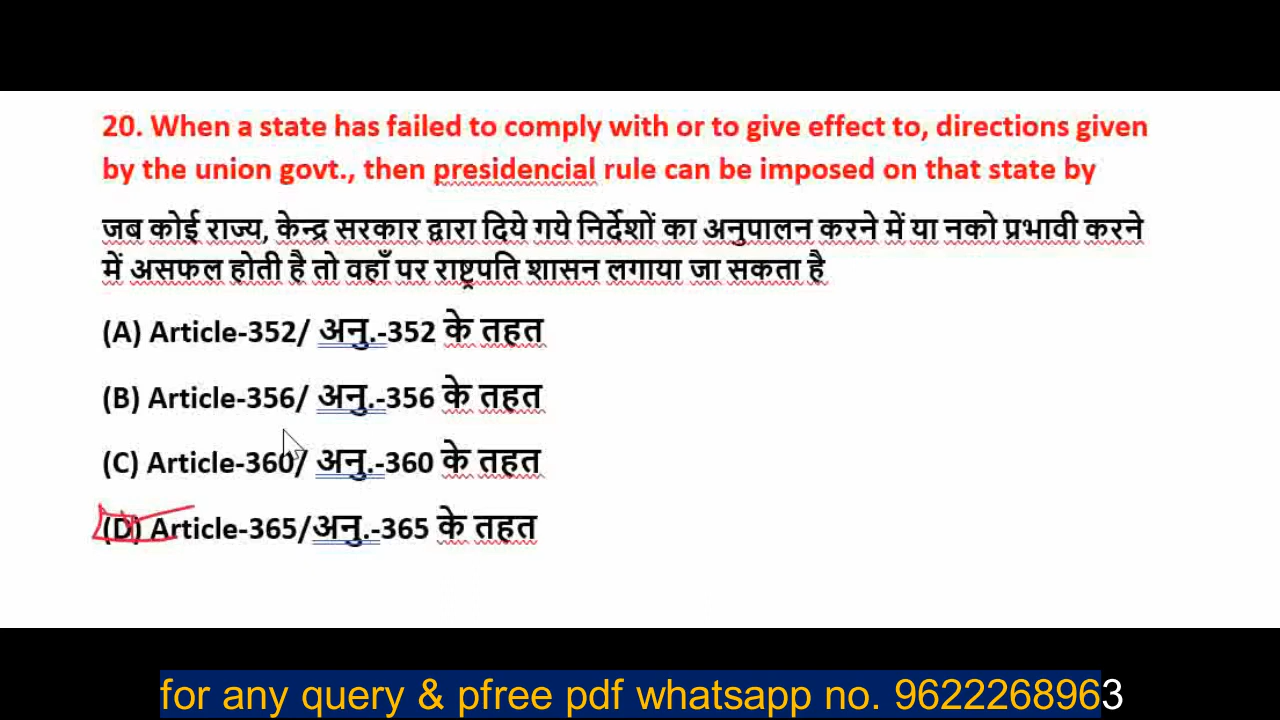 20. When a state has failed to comply with or to give effect to, directions given
by the union govt., then presidencial rule can be imposed on that state by
जब कोई राज्य, केन्द्र सरकार द्वारा दिये गये निर्देशों का अनुपालन करने में या नको प्रभावी करने
में असफल होती है तो वहाँ पर राष्ट्रपति शासन लगाया जा सकता है
(A) Article-352/ अनु.-352 के तहत
(B) Article-356/ अनु.-356 के तहत
(C) Article-360/ अनु.-360 के तहत
(D) Article-365/अनु.-365 के तहत
for any query & pfree pdf whatsapp no. 9622268963